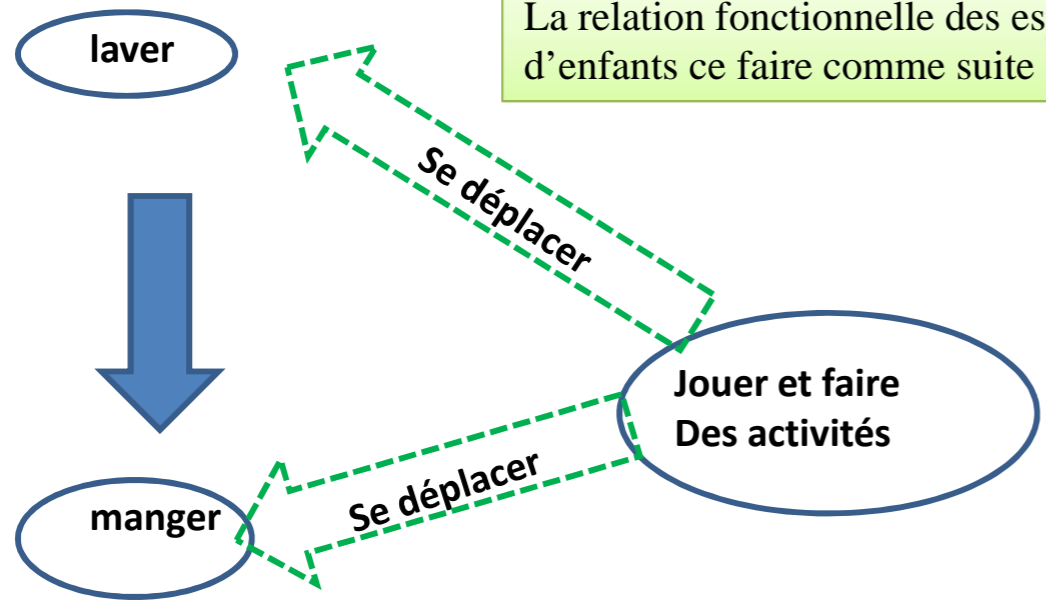 La relation fonctionnelle des
d'enfants ce faire comme suite
laver
Se déplacer
Jouer et faire
Des activités
Se déplacer
manger